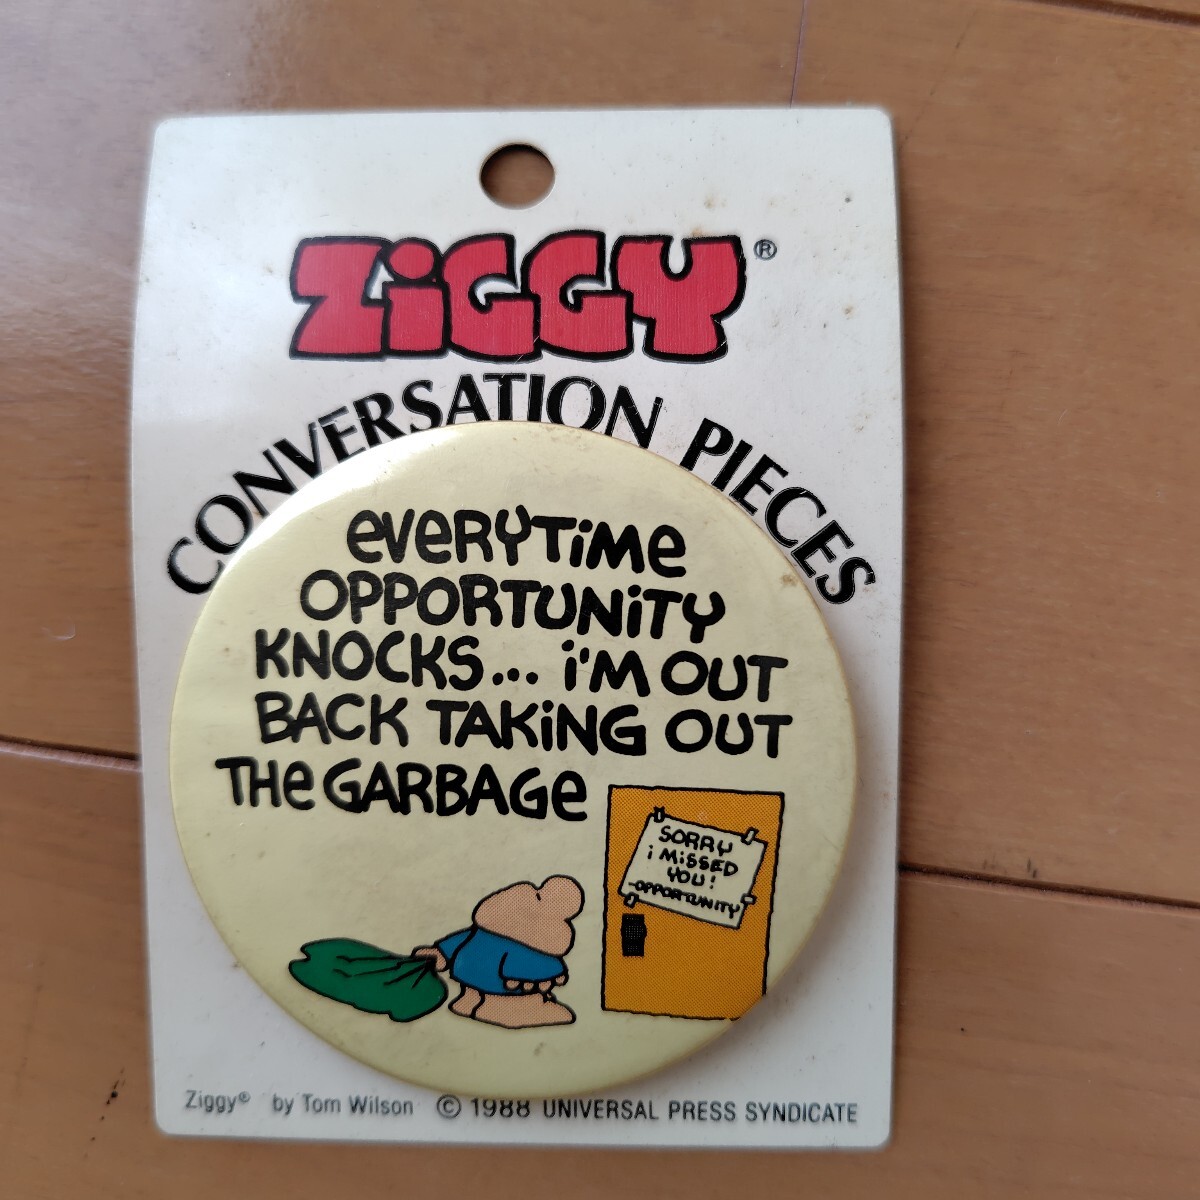 ZiGGY®
CONVERSATION PIECES
eVeRYTiMe
OPPORTUNiTY
KNOCKS... i'M OUT
BACK TAKiNG OUT
THe GARBAGe
SORRY
i MiSSED
YOU!
-OPPORTUNITY
Ziggy® by Tom Wilson © 1988 UNIVERSAL PRESS SYNDICATE